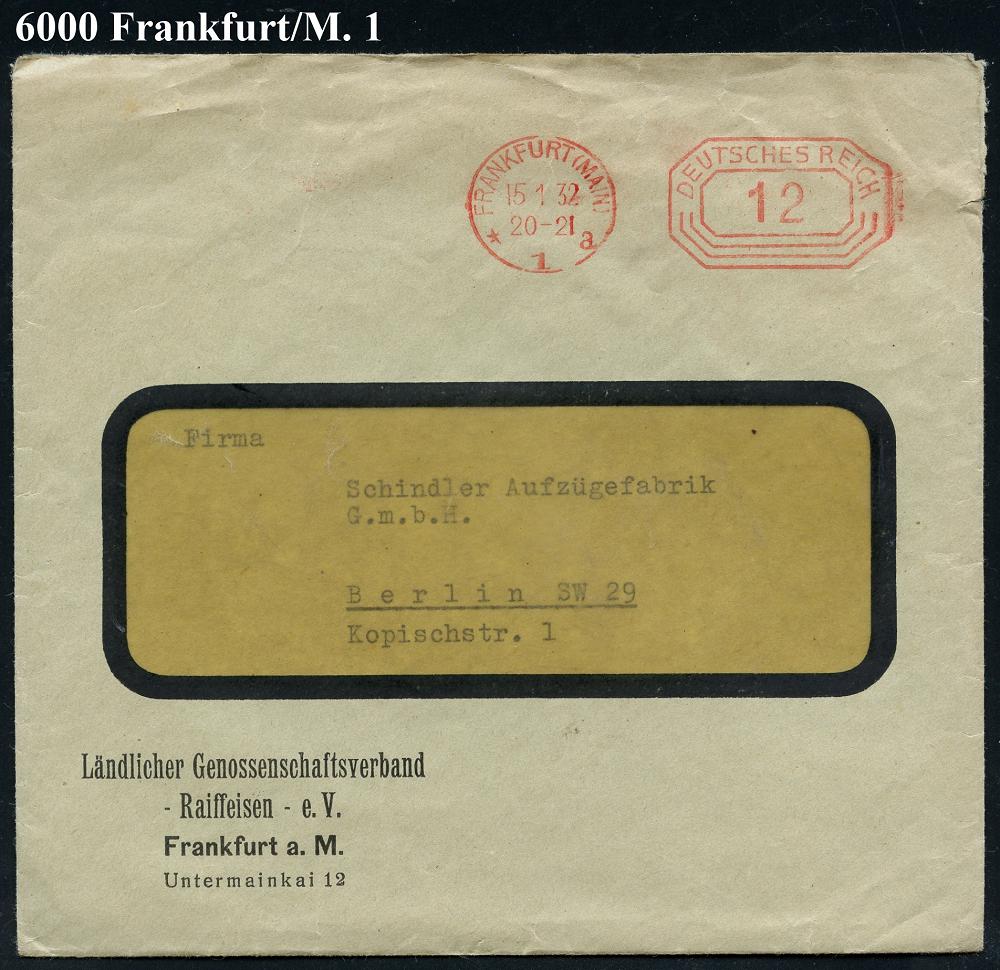 6000 Frankfurt/M. 1
FRANKFURT (MAIN)
15 1 32
20-21
* 1 a
DEUTSCHES REICH
12
Firma
Schindler Aufzügefabrik
G.m.b.H.
Berlin SW 29
Kopischstr. 1
Ländlicher Genossenschaftsverband
- Raiffeisen - e. V.
Frankfurt a. M.
Untermainkai 12